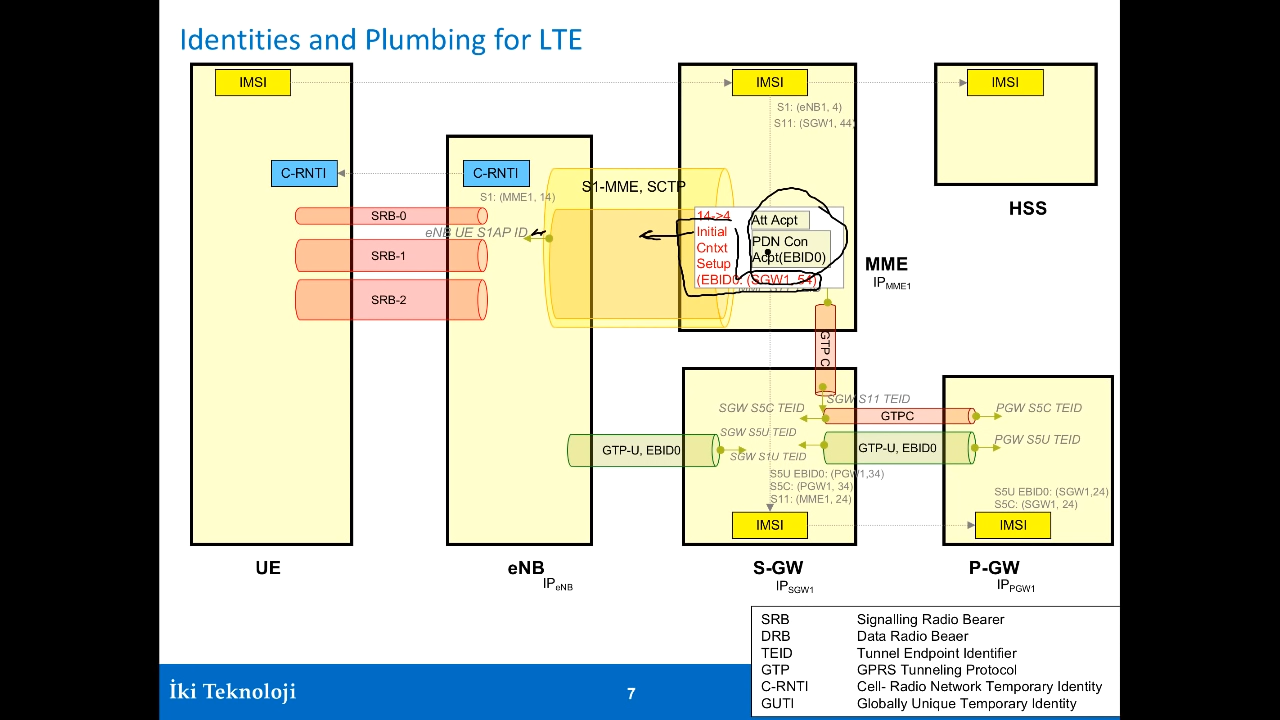 Identities and Plumbing for LTE
IMSI
IMSI
IMSI
S1: (eNB1, 4)
S11: (SGW1, 44)
C-RNTI
C-RNTI
S1-MME, SCTP
S1: (MME1, 14)
SRB-0
eNB UE S1AP ID
SRB-1
SRB-2
14->4
Initial
Cntxt
Setup
(EBID0: (SGW1, 54)
Att Acpt
PDN Con
Acpt(EBID0)
HSS
MME
IPMME1
GTP C
SGW S11 TEID
SGW S5C TEID
GTPC
PGW S5C TEID
SGW S5U TEID
GTP-U, EBID0
SGW S1U TEID
GTP-U, EBID0
PGW S5U TEID
S5U EBID0: (PGW1,34)
S5C: (PGW1, 34)
S11: (MME1, 24)
S5U EBID0: (SGW1,24)
S5C: (SGW1, 24)
IMSI
IMSI
UE
eNB
IPeNB
S-GW
IPSGW1
P-GW
IPPGW1
SRB Signalling Radio Bearer
DRB Data Radio Beaer
TEID Tunnel Endpoint Identifier
GTP GPRS Tunneling Protocol
C-RNTI Cell- Radio Network Temporary Identity
GUTI Globally Unique Temporary Identity
İki Teknoloji
7